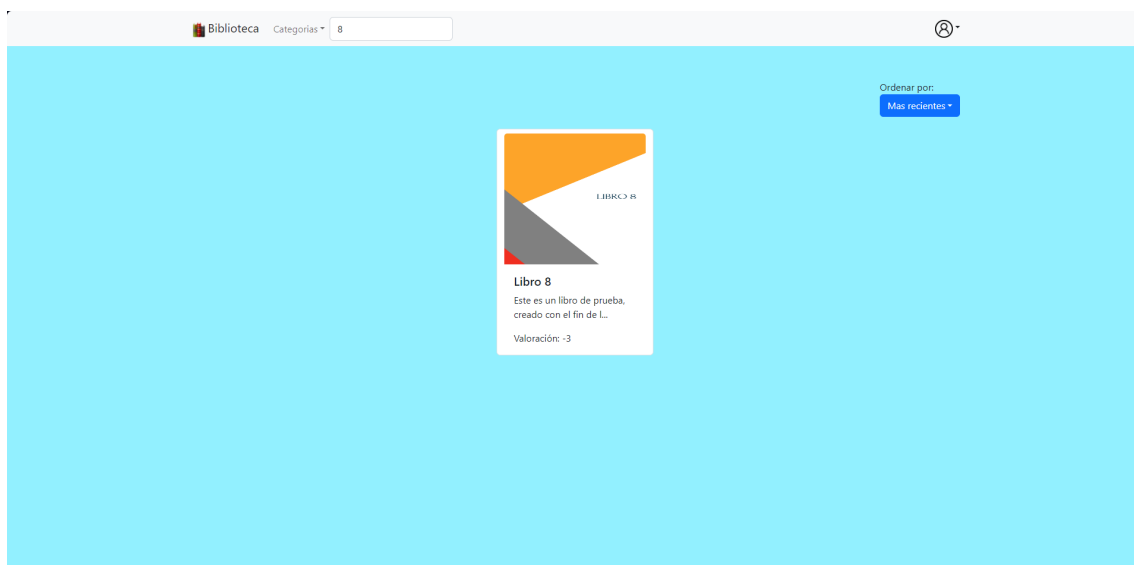 Biblioteca Categorias 8
Ordenar por:
Mas recientes
LIBRO 8
Libro 8
Este es un libro de prueba,
creado con el fin de l...
Valoración: -3